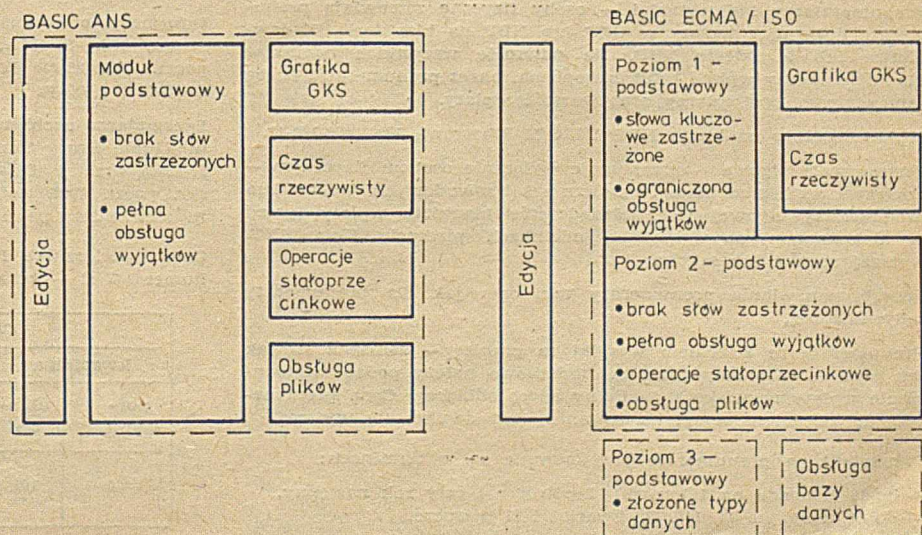 BASIC ANS
Edycja
Moduł
podstawowy
• brak słów
zastrzezonych
• pełna
obsługa
wyjątków
Grafika
GKS
Czas
rzeczywisty
Operacje
stałoprze
cinkowe
Obsługa
plików
Edycja
BASIC ECMA / ISO
Poziom 1 –
podstawowy
• słowa kluczo-
we zastrze-
żone
• ograniczona
obsługa
wyjątków
Grafika GKS
Czas
rzeczywisty
Poziom 2 – podstawowy
• brak słów zastrzeżonych
• pełna obsługa wyjątków
• operacje stałoprzecinkowe
• obsługa plików
Poziom 3 –
podstawowy
• złożone typy
danych
Obsługa
bazy
danych